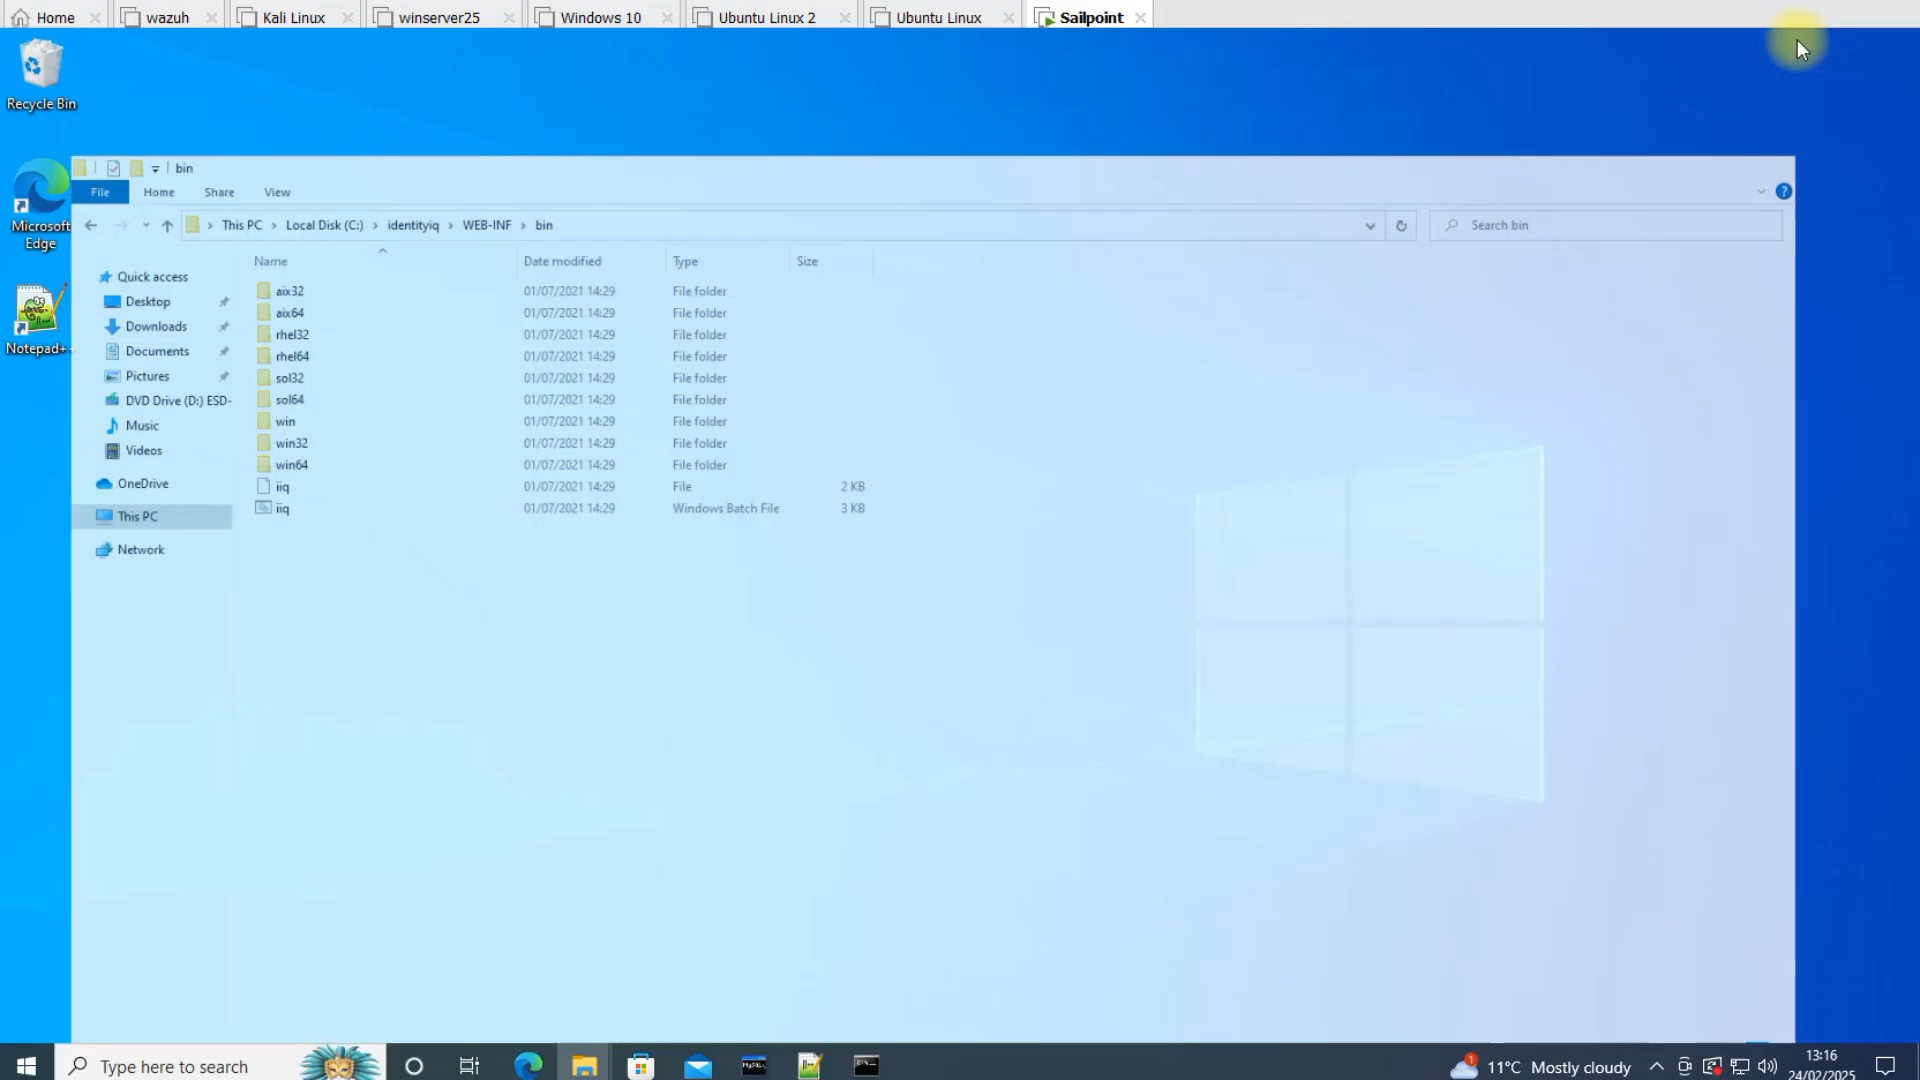 Home wazuh Kali Linux winserver25 Windows 10 Ubuntu Linux 2 Ubuntu Linux Sailpoint
Recycle Bin
Microsoft
Edge
Notepad+
bin
File Home Share View
This PC Local Disk (C:) identityiq WEB-INF bin Search bin
Name Date modified Type Size
Quick access
Desktop
Downloads
Documents
Pictures
DVD Drive (D:) ESD-
Music
Videos
OneDrive
This PC
Network
aix32 01/07/2021 14:29 File folder
aix64 01/07/2021 14:29 File folder
rhel32 01/07/2021 14:29 File folder
rhel64 01/07/2021 14:29 File folder
sol32 01/07/2021 14:29 File folder
sol64 01/07/2021 14:29 File folder
win 01/07/2021 14:29 File folder
win32 01/07/2021 14:29 File folder
win64 01/07/2021 14:29 File folder
iiq 01/07/2021 14:29 File 2 KB
iiq 01/07/2021 14:29 Windows Batch File 3 KB
Type here to search
1
11°C Mostly cloudy
13:16
24/02/2025